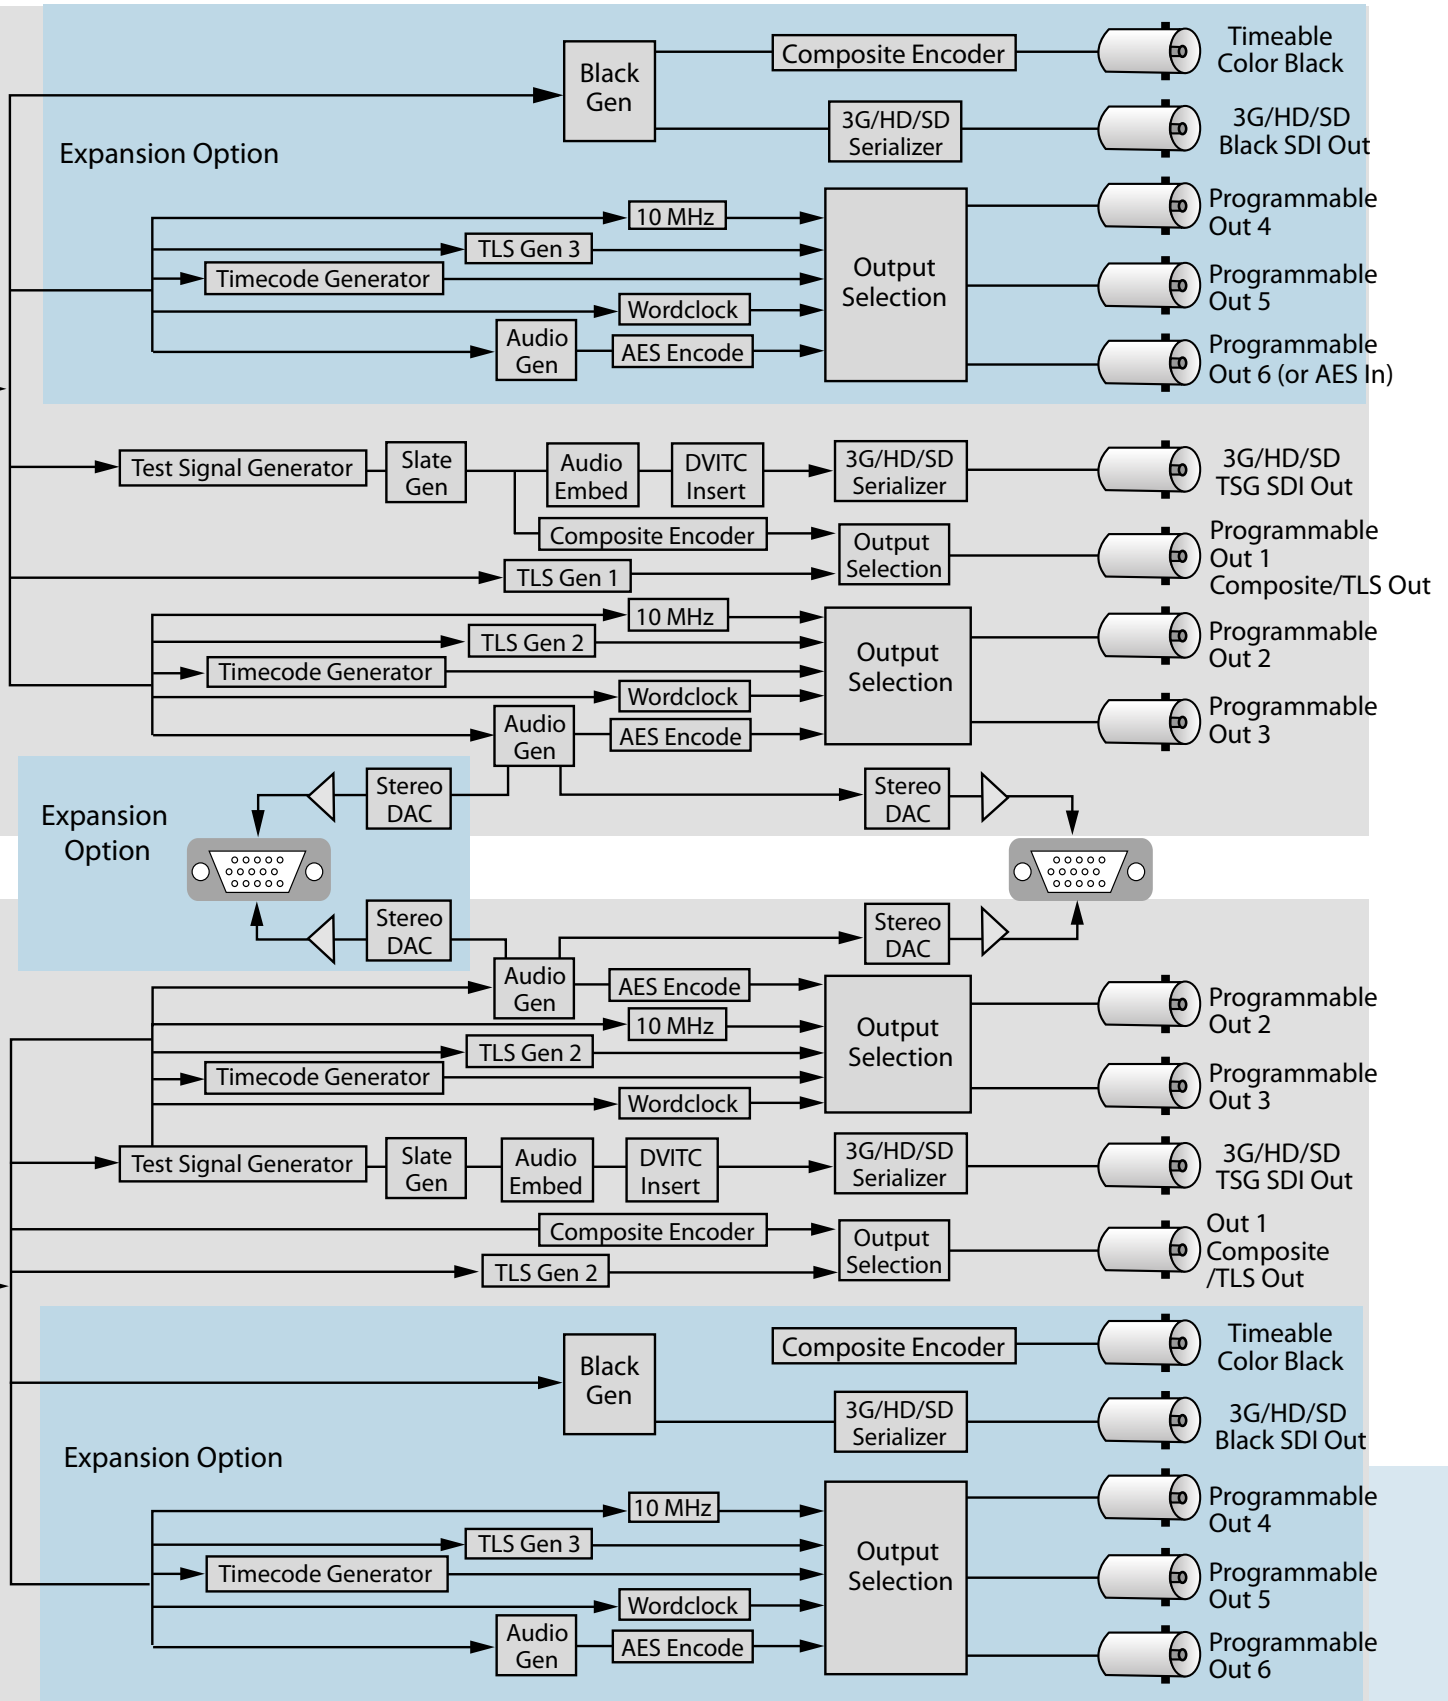 Composite Encoder
Timeable
Color Black
Black
Gen
3G/HD/SD
Serializer
3G/HD/SD
Black SDI Out
Expansion Option
10 MHz
TLS Gen 3
Timecode Generator
Wordclock
Audio
Gen
AES Encode
Output
Selection
Programmable
Out 4
Programmable
Out 5
Programmable
Out 6 (or AES In)
Test Signal Generator
Slate
Gen
Audio
Embed
DVITC
Insert
3G/HD/SD
Serializer
3G/HD/SD
TSG SDI Out
Composite Encoder
TLS Gen 1
Output
Selection
Programmable
Out 1
Composite/TLS Out
10 MHz
TLS Gen 2
Timecode Generator
Wordclock
Audio
Gen
AES Encode
Output
Selection
Programmable
Out 2
Programmable
Out 3
Expansion
Option
Stereo
DAC
Stereo
DAC
Stereo
DAC
Stereo
DAC
Audio
Gen
AES Encode
10 MHz
TLS Gen 2
Timecode Generator
Wordclock
Output
Selection
Programmable
Out 2
Programmable
Out 3
Test Signal Generator
Slate
Gen
Audio
Embed
DVITC
Insert
3G/HD/SD
Serializer
3G/HD/SD
TSG SDI Out
Composite Encoder
TLS Gen 2
Output
Selection
Out 1
Composite
/TLS Out
Composite Encoder
Timeable
Color Black
Black
Gen
3G/HD/SD
Serializer
3G/HD/SD
Black SDI Out
Expansion Option
10 MHz
TLS Gen 3
Timecode Generator
Wordclock
Audio
Gen
AES Encode
Output
Selection
Programmable
Out 4
Programmable
Out 5
Programmable
Out 6